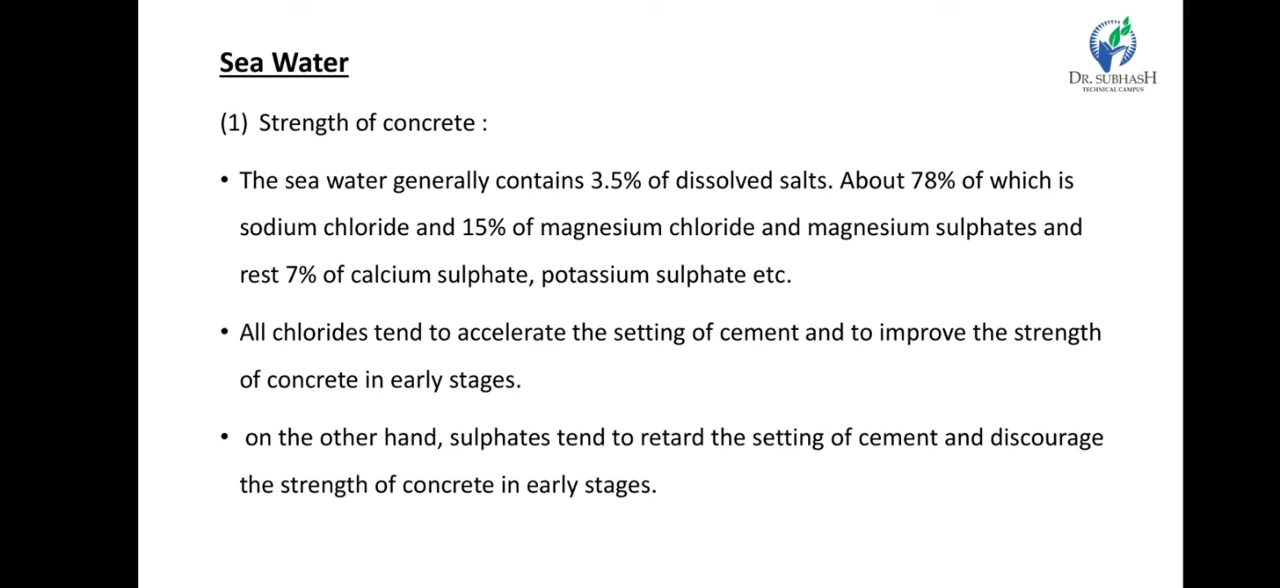 DR. SUBHASH
TECHNICAL CAMPUS
Sea Water
(1) Strength of concrete :
• The sea water generally contains 3.5% of dissolved salts. About 78% of which is
sodium chloride and 15% of magnesium chloride and magnesium sulphates and
rest 7% of calcium sulphate, potassium sulphate etc.
• All chlorides tend to accelerate the setting of cement and to improve the strength
of concrete in early stages.
• on the other hand, sulphates tend to retard the setting of cement and discourage
the strength of concrete in early stages.